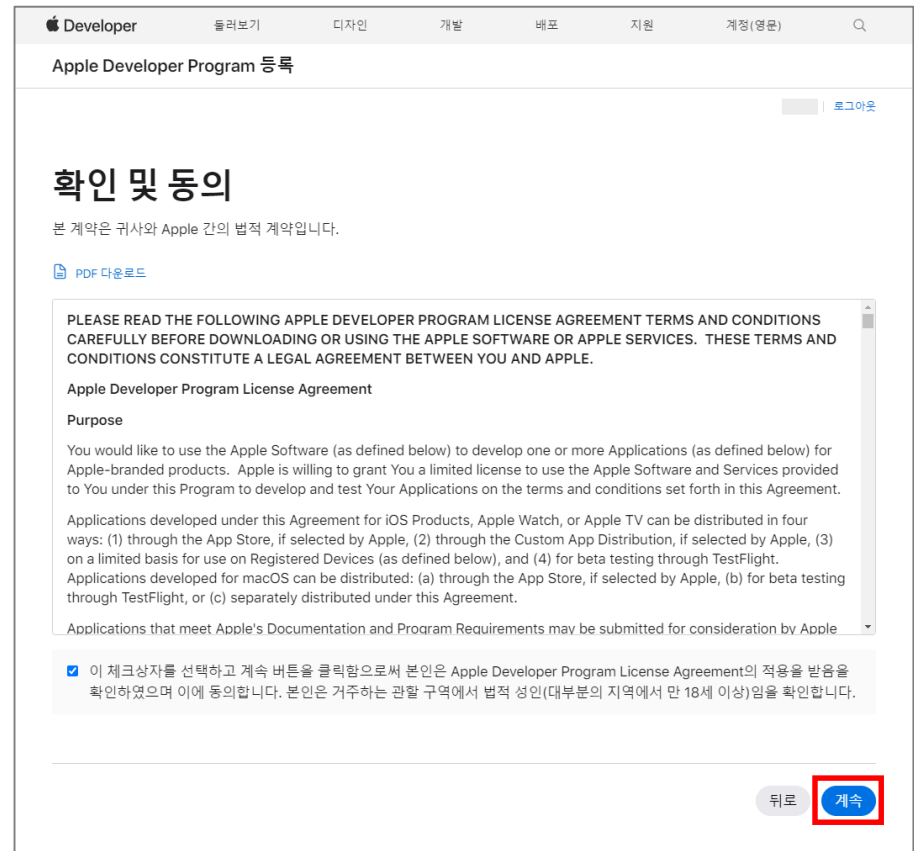 Developer 둘러보기 디자인 개발 배포 지원 계정(영문)
Apple Developer Program 등록
로그아웃
확인 및 동의
본 계약은 귀사와 Apple 간의 법적 계약입니다.
PDF 다운로드
PLEASE READ THE FOLLOWING APPLE DEVELOPER PROGRAM LICENSE AGREEMENT TERMS AND CONDITIONS
CAREFULLY BEFORE DOWNLOADING OR USING THE APPLE SOFTWARE OR APPLE SERVICES. THESE TERMS AND
CONDITIONS CONSTITUTE A LEGAL AGREEMENT BETWEEN YOU AND APPLE.
Apple Developer Program License Agreement
Purpose
You would like to use the Apple Software (as defined below) to develop one or more Applications (as defined below) for
Apple-branded products. Apple is willing to grant You a limited license to use the Apple Software and Services provided
to You under this Program to develop and test Your Applications on the terms and conditions set forth in this Agreement.
Applications developed under this Agreement for iOS Products, Apple Watch, or Apple TV can be distributed in four
ways: (1) through the App Store, if selected by Apple, (2) through the Custom App Distribution, if selected by Apple, (3)
on a limited basis for use on Registered Devices (as defined below), and (4) for beta testing through TestFlight.
Applications developed for macOS can be distributed: (a) through the App Store, if selected by Apple, (b) for beta testing
through TestFlight, or (c) separately distributed under this Agreement.
Applications that meet Apple's Documentation and Program Requirements may be submitted for consideration by Apple
이 체크상자를 선택하고 계속 버튼을 클릭함으로써 본인은 Apple Developer Program License Agreement의 적용을 받음을
확인하였으며 이에 동의합니다. 본인은 거주하는 관할 구역에서 법적 성인(대부분의 지역에서 만 18세 이상)임을 확인합니다.
뒤로 계속